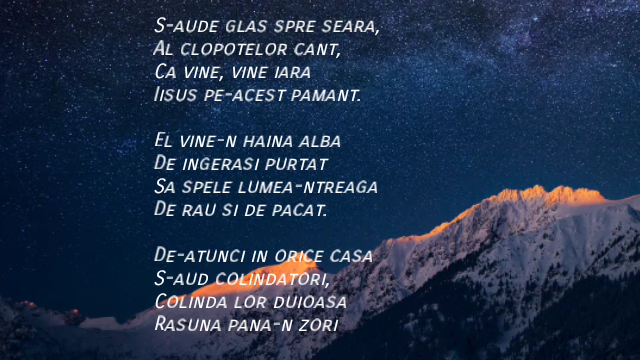 S-aude glas spre seara,
Al clopotelor cant,
Ca vine, vine iara
Iisus pe-acest pamant.

El vine-n haina alba
De ingerasi purtat
Sa spele lumea-ntreaga
De rau si de pacat.

De-atunci in orice casa
S-aud colindatori,
Colinda lor duioasa
Rasuna pana-n zori